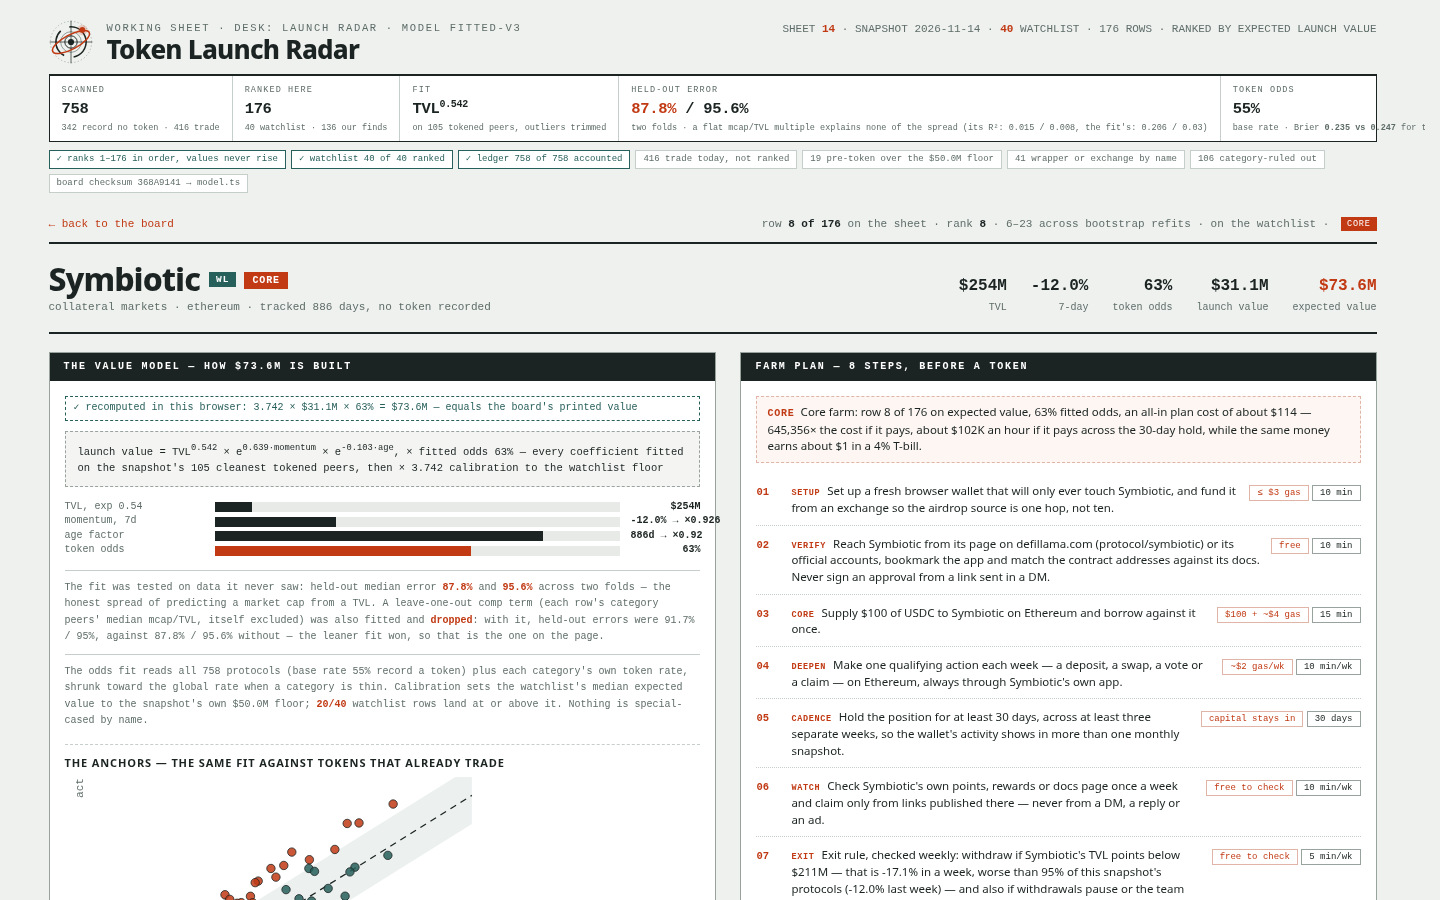 WORKING SHEET · DESK: LAUNCH RADAR · MODEL FITTED-V3
Token Launch Radar
SHEET 14 · SNAPSHOT 2026-11-14 · 40 WATCHLIST · 176 ROWS · RANKED BY EXPECTED LAUNCH VALUE
SCANNED
758
342 record no token · 416 trade
RANKED HERE
176
40 watchlist · 136 our finds
FIT
TVL0.542
on 105 tokened peers, outliers trimmed
HELD-OUT ERROR
87.8% / 95.6%
two folds · a flat mcap/TVL multiple explains none of the spread (its R²: 0.015 / 0.008, the fit's: 0.206 / 0.03)
TOKEN ODDS
55%
base rate · Brier 0.235 vs 0.247 for t
✓ ranks 1–176 in order, values never rise
✓ watchlist 40 of 40 ranked
✓ ledger 758 of 758 accounted
416 trade today, not ranked
19 pre-token over the $50.0M floor
41 wrapper or exchange by name
106 category-ruled out
board checksum 368A9141 → model.ts
← back to the board
row 8 of 176 on the sheet · rank 8 · 6–23 across bootstrap refits · on the watchlist · CORE
Symbiotic WL CORE
collateral markets · ethereum · tracked 886 days, no token recorded
$254M
TVL
-12.0%
7-day
63%
token odds
$31.1M
launch value
$73.6M
expected value
THE VALUE MODEL — HOW $73.6M IS BUILT
✓ recomputed in this browser: 3.742 × $31.1M × 63% = $73.6M — equals the board's printed value
launch value = TVL0.542 × e0.639·momentum × e-0.103·age, × fitted odds 63% — every coefficient fitted
on the snapshot's 105 cleanest tokened peers, then × 3.742 calibration to the watchlist floor
TVL, exp 0.54 $254M
momentum, 7d -12.0% → ×0.926
age factor 886d → ×0.92
token odds 63%
The fit was tested on data it never saw: held-out median error 87.8% and 95.6% across two folds — the
honest spread of predicting a market cap from a TVL. A leave-one-out comp term (each row's category
peers' median mcap/TVL, itself excluded) was also fitted and dropped: with it, held-out errors were 91.7%
/ 95%, against 87.8% / 95.6% without — the leaner fit won, so that is the one on the page.
The odds fit reads all 758 protocols (base rate 55% record a token) plus each category's own token rate,
shrunk toward the global rate when a category is thin. Calibration sets the watchlist's median expected
value to the snapshot's own $50.0M floor; 20/40 watchlist rows land at or above it. Nothing is special-
cased by name.
THE ANCHORS — THE SAME FIT AGAINST TOKENS THAT ALREADY TRADE
act
FARM PLAN — 8 STEPS, BEFORE A TOKEN
CORE Core farm: row 8 of 176 on expected value, 63% fitted odds, an all-in plan cost of about $114 —
645,356× the cost if it pays, about $102K an hour if it pays across the 30-day hold, while the same money
earns about $1 in a 4% T-bill.
01 SETUP Set up a fresh browser wallet that will only ever touch Symbiotic, and fund it
from an exchange so the airdrop source is one hop, not ten.
≤ $3 gas 10 min
02 VERIFY Reach Symbiotic from its page on defillama.com (protocol/symbiotic) or its
official accounts, bookmark the app and match the contract addresses against its docs.
Never sign an approval from a link sent in a DM.
free 10 min
03 CORE Supply $100 of USDC to Symbiotic on Ethereum and borrow against it
once.
$100 + ~$4 gas 15 min
04 DEEPEN Make one qualifying action each week — a deposit, a swap, a vote or
a claim — on Ethereum, always through Symbiotic's own app.
~$2 gas/wk 10 min/wk
05 CADENCE Hold the position for at least 30 days, across at least three
separate weeks, so the wallet's activity shows in more than one monthly
snapshot.
capital stays in 30 days
06 WATCH Check Symbiotic's own points, rewards or docs page once a week
and claim only from links published there — never from a DM, a reply or
an ad.
free to check 10 min/wk
07 EXIT Exit rule, checked weekly: withdraw if Symbiotic's TVL points below
$211M — that is -17.1% in a week, worse than 95% of this snapshot's
protocols (-12.0% last week) — and also if withdrawals pause or the team
free to check 5 min/wk